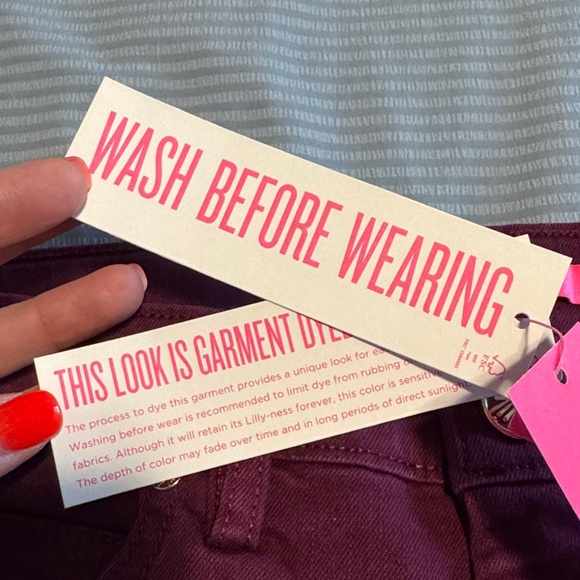 WASH BEFORE WEARING
FSC
THIS LOOK IS GARMENT DYED
The process to dye this garment provides a unique look for
Washing before wear is recommended to limit dye from rubbing
fabrics. Although it will retain its Lilly-ness forever, this color is sensitive
The depth of color may fade over time and in long periods of direct sunlight